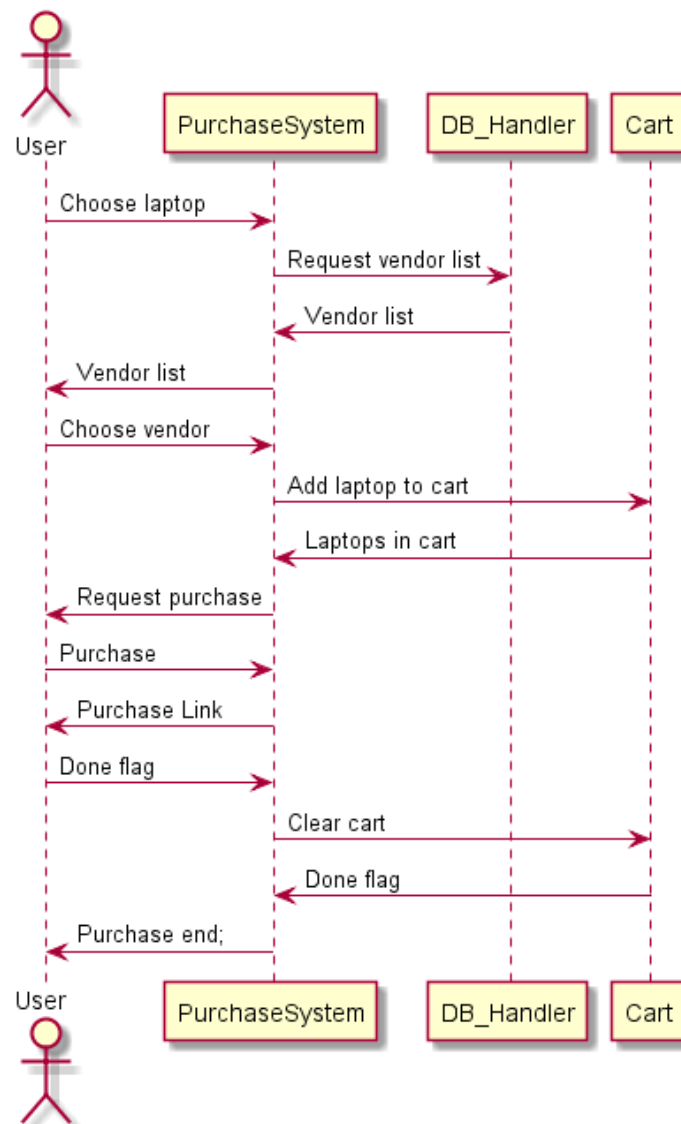 User
PurchaseSystem
DB_Handler
Cart
Choose laptop
Request vendor list
Vendor list
Vendor list
Choose vendor
Add laptop to cart
Laptops in cart
Request purchase
Purchase
Purchase Link
Done flag
Clear cart
Done flag
Purchase end;
User
PurchaseSystem
DB_Handler
Cart